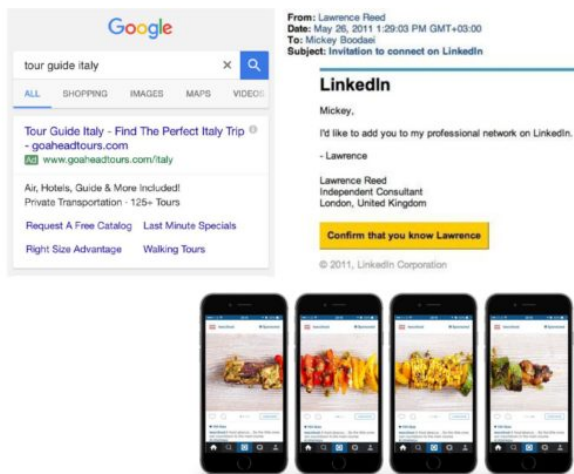 Google
tour guide italy
ALL SHOPPING IMAGES MAPS VIDEOS
Tour Guide Italy - Find The Perfect Italy Trip
- goaheadtours.com
Ad www.goaheadtours.com/italy
Air, Hotels, Guide & More Included!
Private Transportation - 125+ Tours
Request A Free Catalog Last Minute Specials
Right Size Advantage Walking Tours
From: Lawrence Reed
Date: May 26, 2011 1:29:03 PM GMT+03:00
To: Mickey Boodaei
Subject: Invitation to connect on LinkedIn
LinkedIn
Mickey,
I'd like to add you to my professional network on LinkedIn.
- Lawrence
Lawrence Reed
Independent Consultant
London, United Kingdom
Confirm that you know Lawrence
© 2011, LinkedIn Corporation